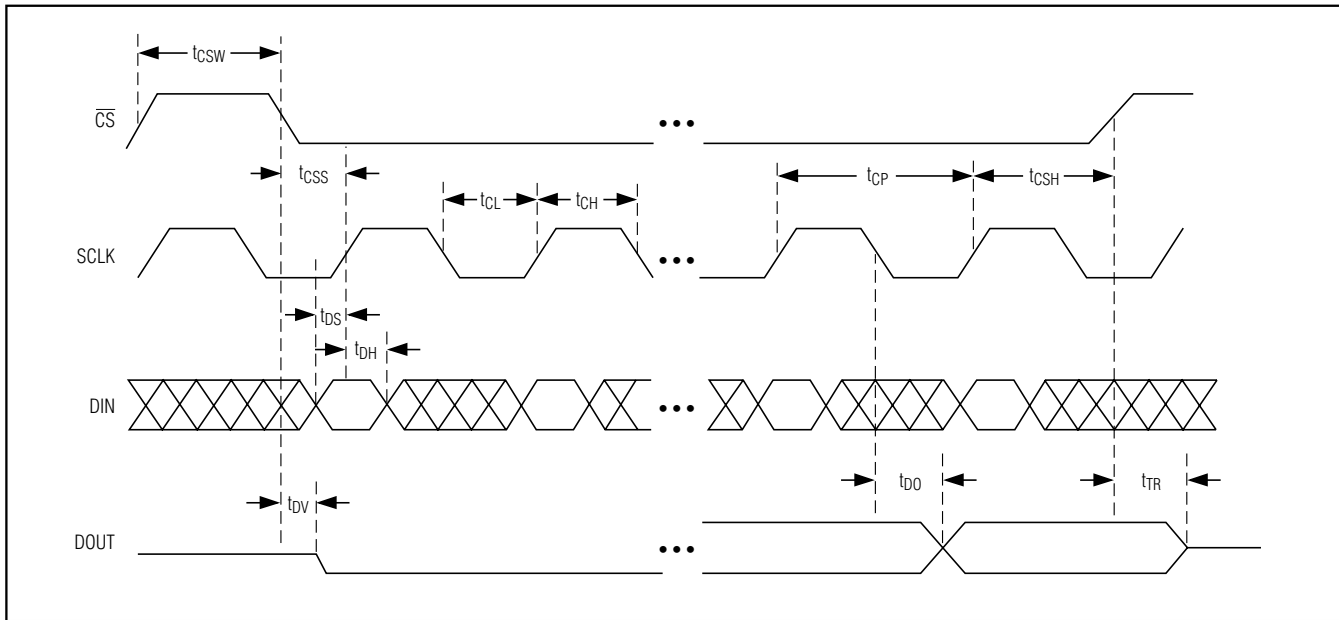 tCSW
CS
tCSS
tCL
tCH
tCP
tCSH
SCLK
•••
tDS
tDH
DIN
•••
tDV
tDO
tTR
DOUT
•••